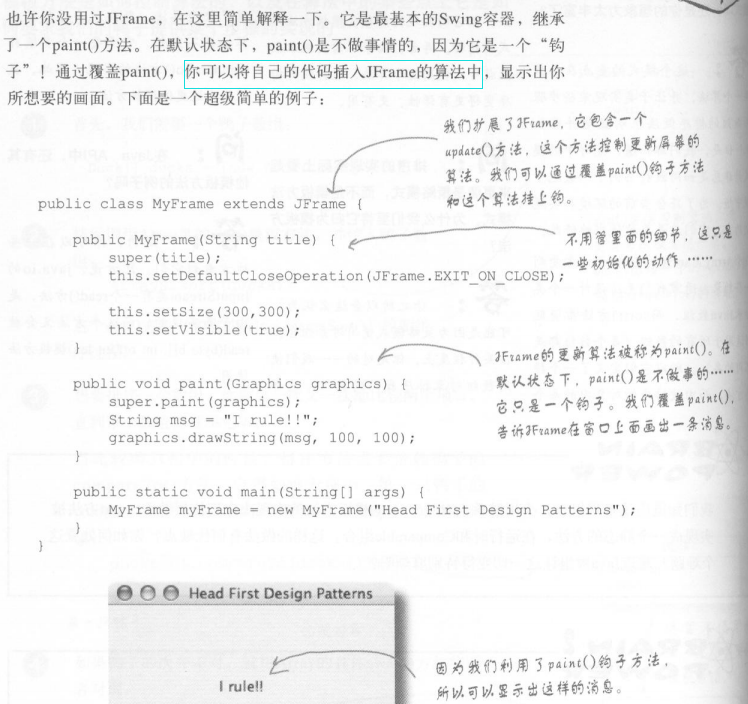 也许你没用过JFrame，在这里简单解释一下。它是最基本的Swing容器，继承
了一个paint()方法。在默认状态下，paint()是不做事情的，因为它是一个“钩
子”！通过覆盖paint()，你可以将自己的代码插入JFrame的算法中，显示出你
所想要的画面。下面是一个超级简单的例子：
我们扩展了JFrame，它包含一个
update()方法，这个方法控制更新屏幕的
算法。我们可以通过覆盖paint()钩子方法
和这个算法挂上钩。
public class MyFrame extends JFrame {
public MyFrame(String title) {
super(title);
this.setDefaultCloseOperation(JFrame.EXIT_ON_CLOSE);
this.setSize(300,300);
this.setVisible(true);
}
不用管里面的细节，这只是
一些初始化的动作……
public void paint(Graphics graphics) {
super.paint(graphics);
String msg = "I rule!!";
graphics.drawString(msg, 100, 100);
}
JFrame的更新算法被称为paint()。在
默认状态下，paint()是不做事的……
它只是一个钩子。我们覆盖paint()，
告诉JFrame在窗口上面画出一条消息。
public static void main(String[] args) {
MyFrame myFrame = new MyFrame("Head First Design Patterns");
}
}
Head First Design Patterns
I rule!!
因为我们利用了paint()钩子方法，
所以可以显示出这样的消息。